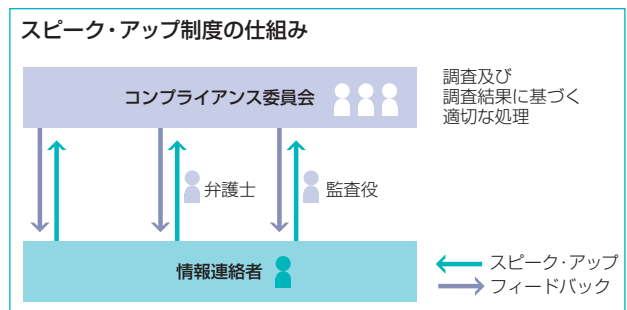 スピーク・アップ制度の仕組み
コンプライアンス委員会
調査及び
調査結果に基づく
適切な処理
弁護士
監査役
情報連絡者
スピーク・アップ
フィードバック